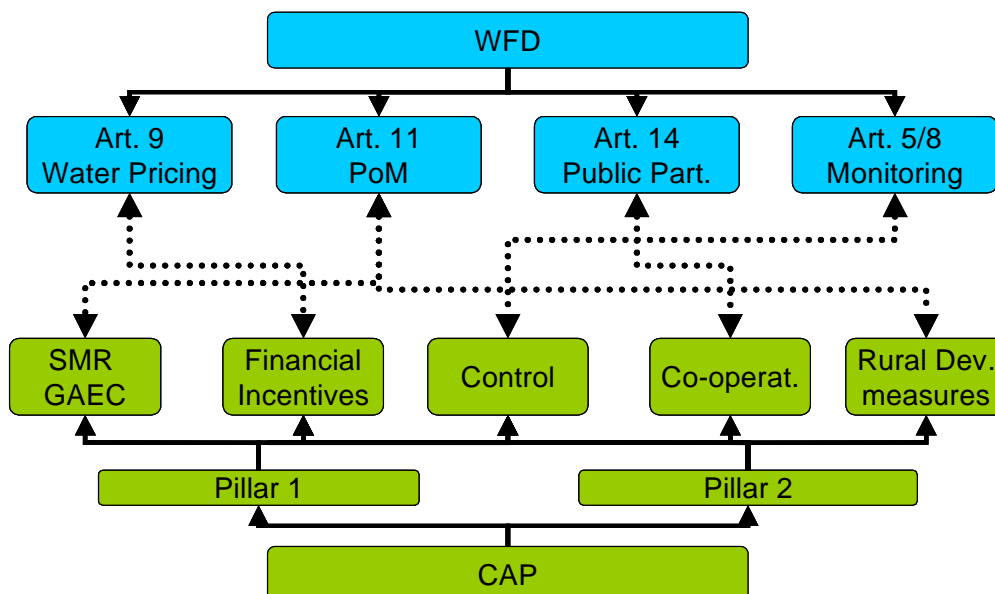 WFD
Art. 9
Water Pricing
Art. 11
PoM
Art. 14
Public Part.
Art. 5/8
Monitoring
SMR
GAEC
Financial
Incentives
Control
Co-operat.
Rural Dev.
measures
Pillar 1
Pillar 2
CAP